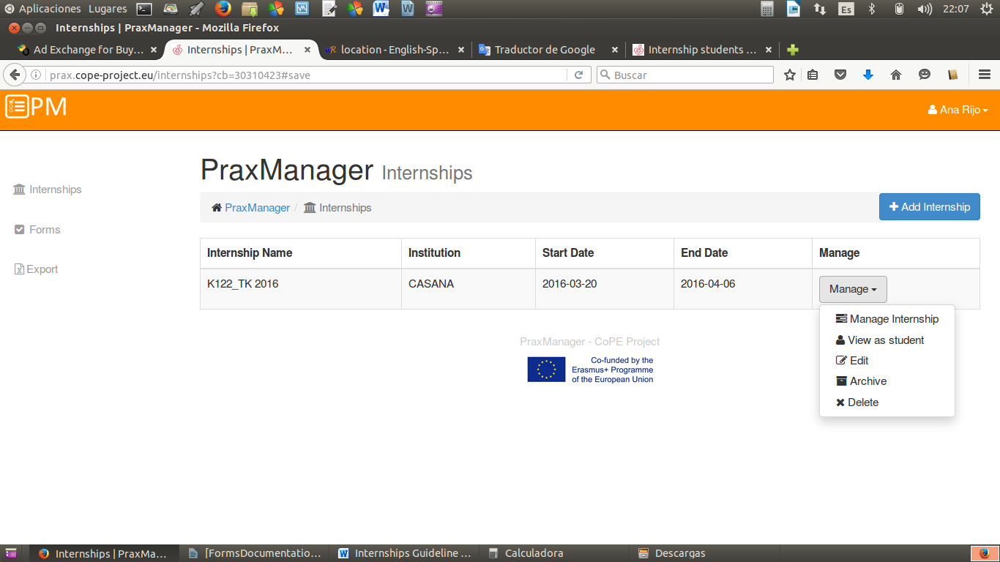 Aplicaciones Lugares Es 22:07
Internships | PraxManager - Mozilla Firefox
Ad Exchange for Buy... Internships | PraxM... location - English-Sp... Traductor de Google Internship students ...
prax.cope-project.eu/internships?cb=30310423#save Buscar
PM Ana Rijo
PraxManager Internships
Internships
Forms
Export
PraxManager / Internships Add Internship
Internship Name Institution Start Date End Date Manage
K122_TK 2016 CASANA 2016-03-20 2016-04-06 Manage
Manage Internship
View as student
Edit
Archive
Delete
PraxManager - CoPE Project
Co-funded by the
Erasmus+ Programme
of the European Union
Internships | PraxMa... [FormsDocumentatio... Internships Guideline ... Calculadora Descargas